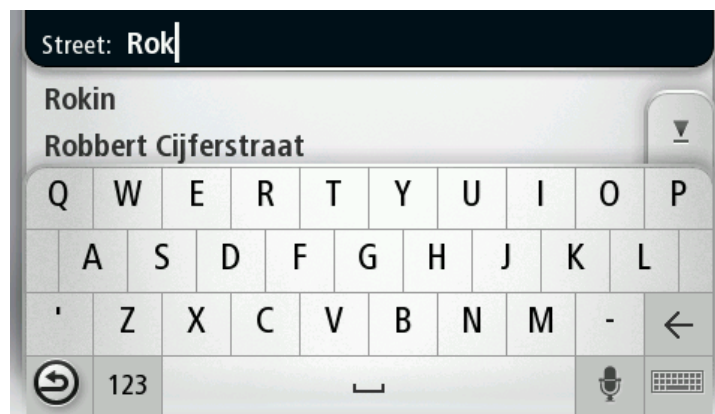 Street: Rok
Rokin
Robbert Cijferstraat
Q W E R T Y U I O P
A S D F G H J K L
' Z X C V B N M -
123